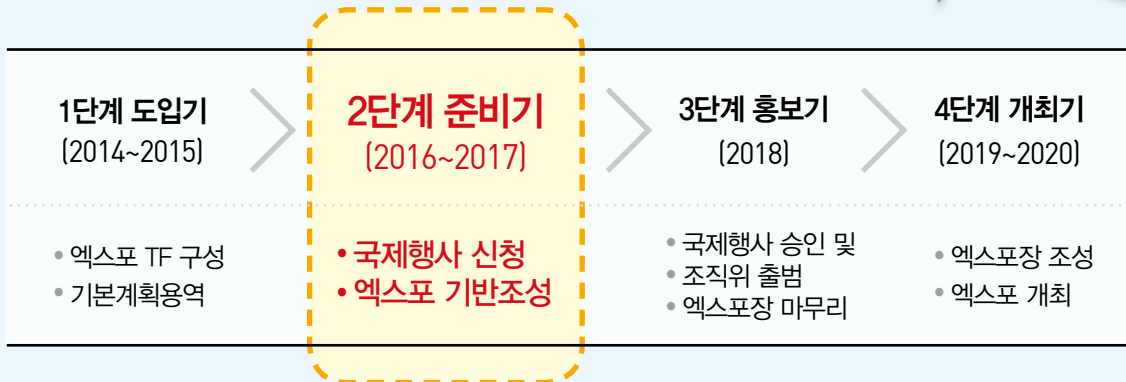 1단계 도입기
(2014~2015)
• 엑스포 TF 구성
• 기본계획용역
2단계 준비기
(2016~2017)
• 국제행사 신청
• 엑스포 기반조성
3단계 홍보기
(2018)
• 국제행사 승인 및
• 조직위 출범
• 엑스포장 마무리
4단계 개최기
(2019~2020)
• 엑스포장 조성
• 엑스포 개최